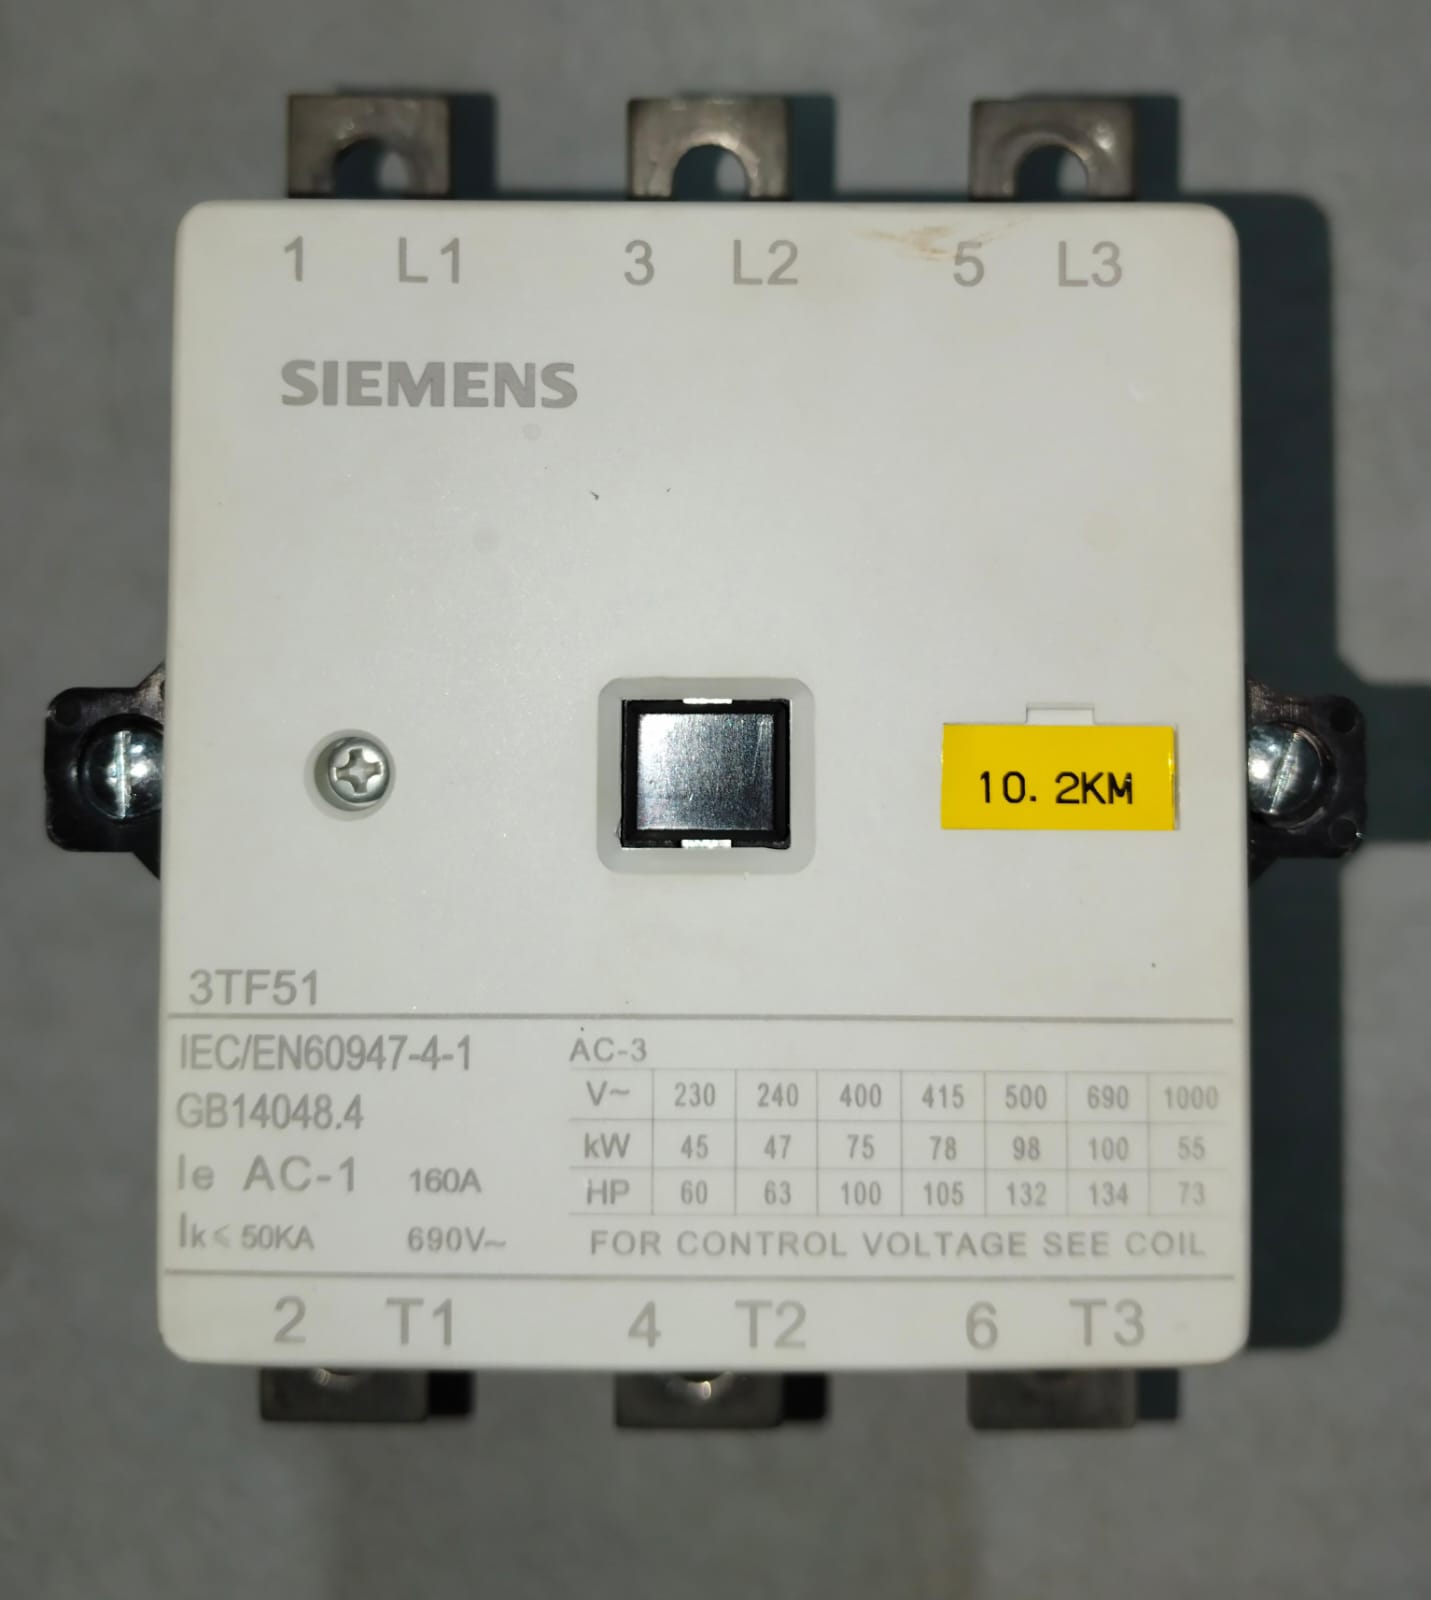 1 L1 3 L2 5 L3
SIEMENS
10. 2KM
3TF51
IEC/EN60947-4-1
GB14048.4
Ie AC-1 160A
Ik≤ 50KA 690V~
AC-3
V~ 230 240 400 415 500 690 1000
kW 45 47 75 78 98 100 55
HP 60 63 100 105 132 134 73
FOR CONTROL VOLTAGE SEE COIL
2 T1 4 T2 6 T3